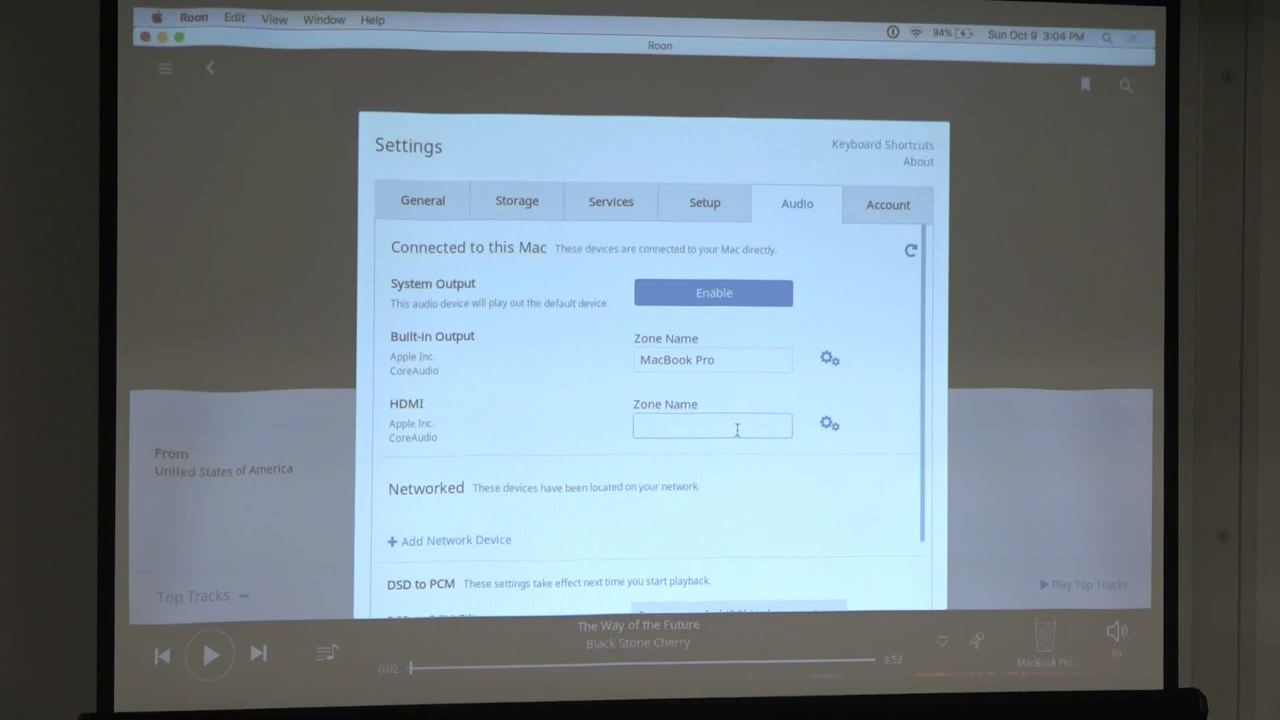 Roon Edit View Window Help
94% Sun Oct 9 3:04 PM
Roon
Settings
Keyboard Shortcuts
About
General Storage Services Setup Audio Account
Connected to this Mac These devices are connected to your Mac directly.
System Output
This audio device will play out the default device.
Enable
Built-in Output
Apple Inc.
CoreAudio
Zone Name
MacBook Pro
HDMI
Apple Inc.
CoreAudio
Zone Name
Networked These devices have been located on your network.
+ Add Network Device
DSD to PCM These settings take effect next time you start playback.
From
United States of America
Top Tracks
Play Top Tracks
The Way of the Future
Black Stone Cherry
0:02
3:53
MacBook Pro